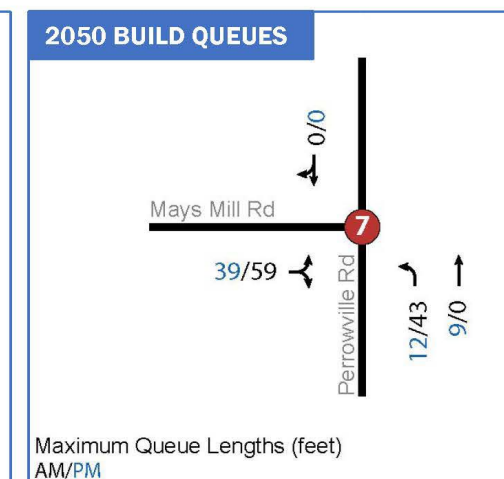 2050 BUILD QUEUES
0/0
Mays Mill Rd
7
39/59
Perrowville Rd
12/43
9/0
Maximum Queue Lengths (feet)
AM/PM